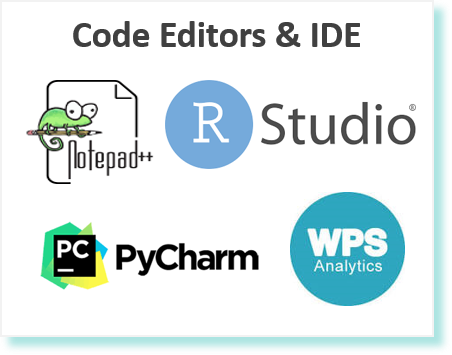 Code Editors & IDE
Notepad++
R Studio®
PC PyCharm
WPS
Analytics